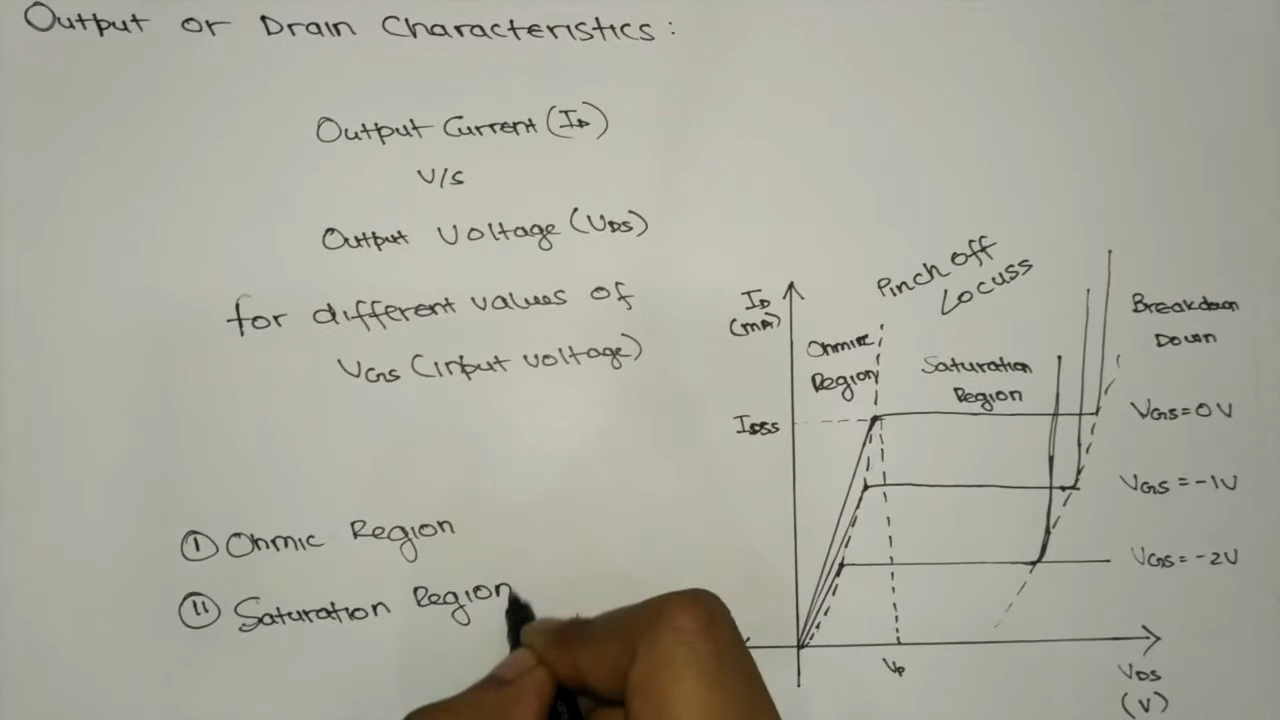 Output or Drain Characteristics:
Output Current (ID)
V/S
Output Voltage (VDS)
for different values of
VGS (input voltage)
① Ohmic Region
② Saturation Region
ID
(mA)
Ohmic
Region
Pinch off
Locuss
Saturation
Region
Breakdown
Down
IDSS
VGS=0V
VGS=-1V
VGS=-2V
VP
VDS
(V)